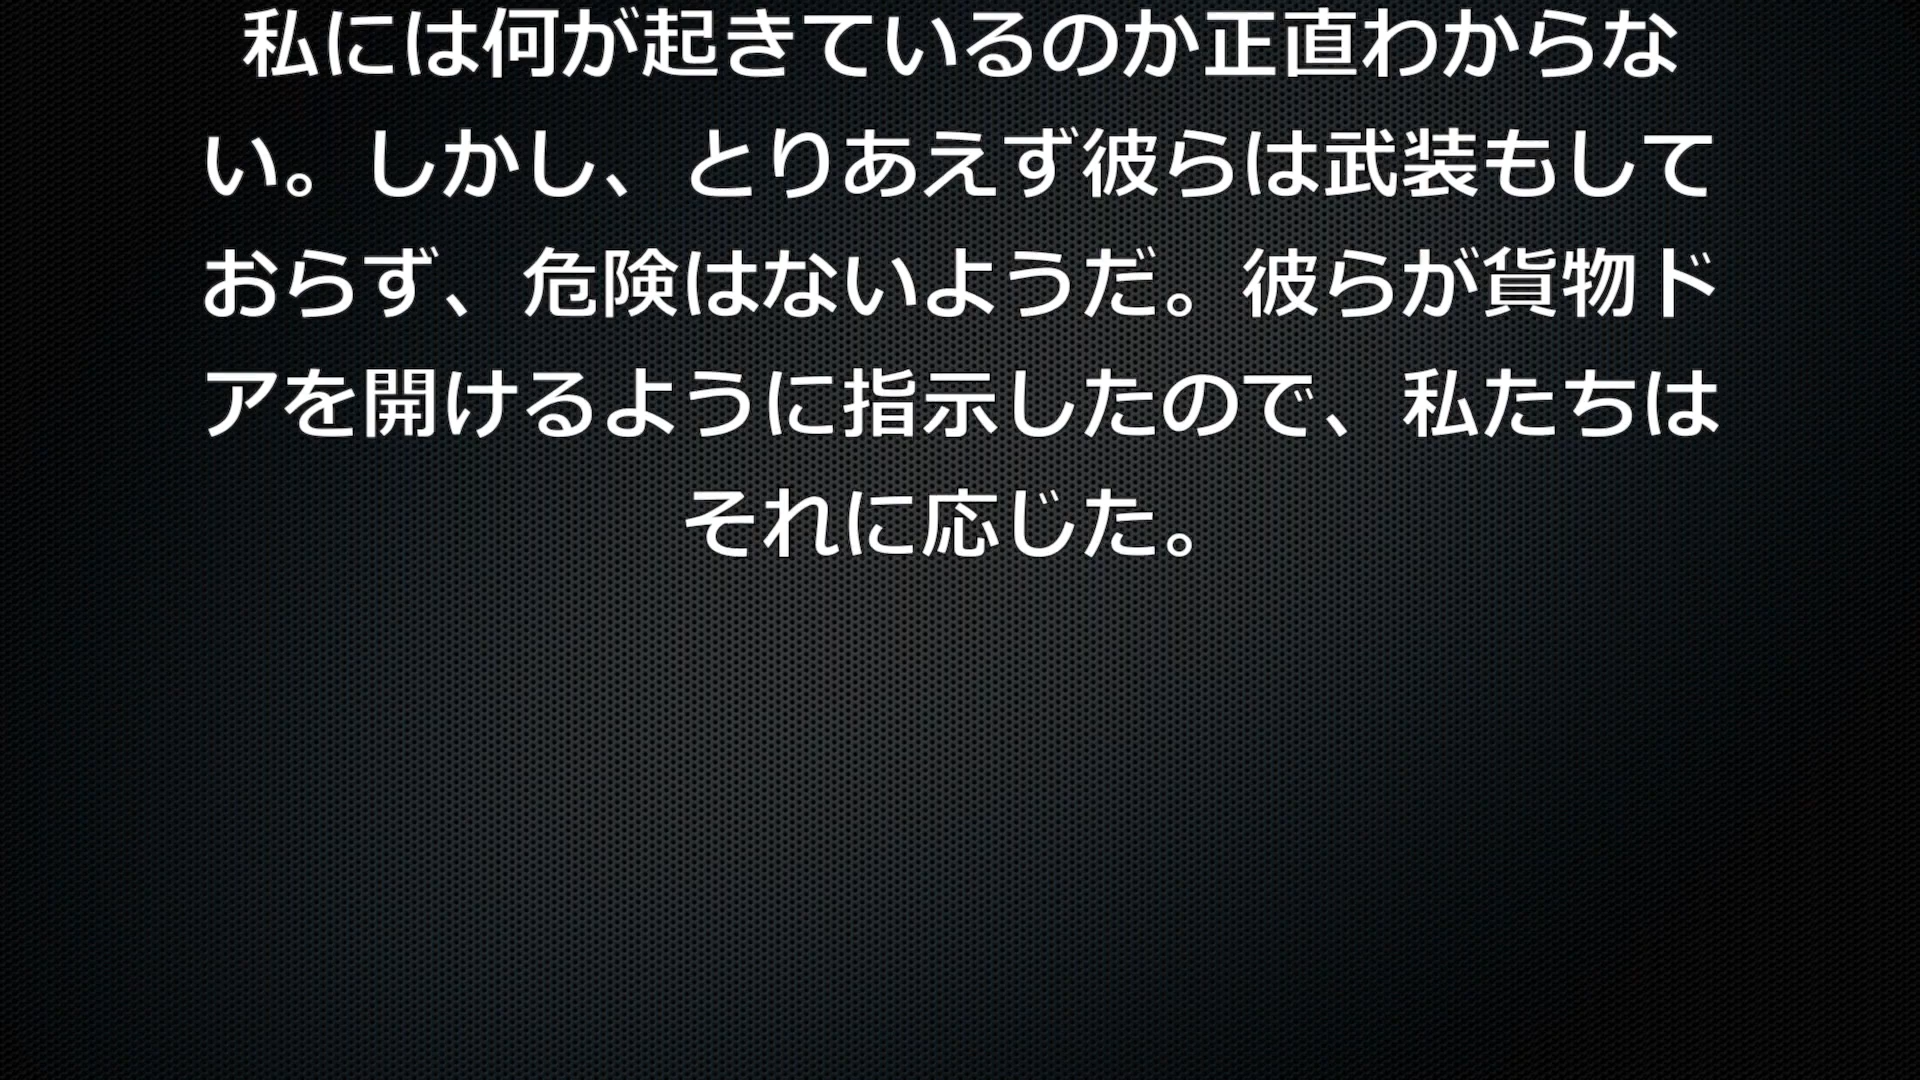 私には何が起きているのか正直わからな
い。しかし、とりあえず彼らは武装もして
おらず、危険はないようだ。彼らが貨物ド
アを開けるように指示したので、私たちは
それに応じた。